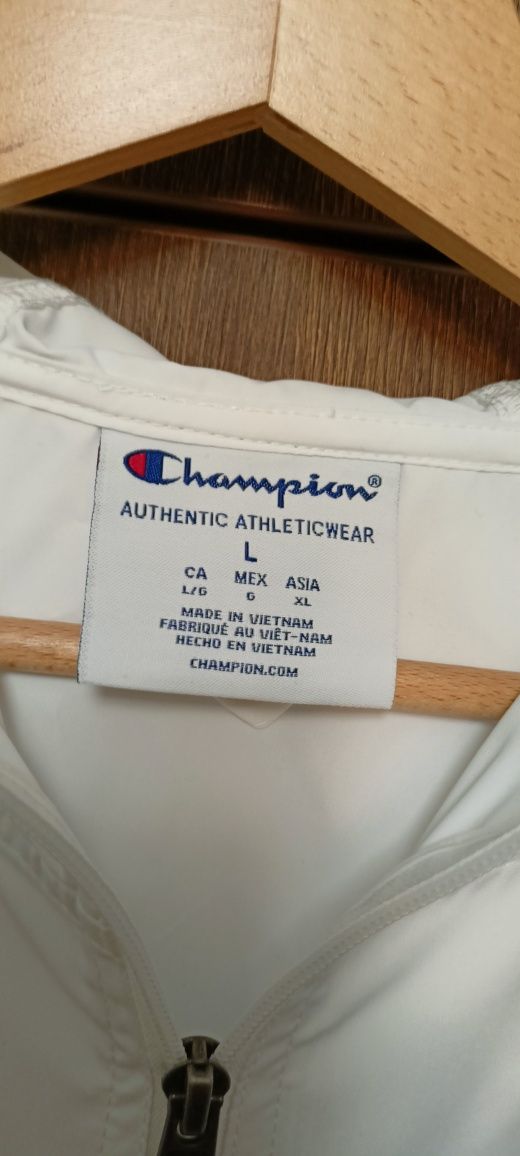 Champion®
AUTHENTIC ATHLETICWEAR
L
CA MEX ASIA
L/G G XL
MADE IN VIETNAM
FABRIQUÉ AU VIÊT-NAM
HECHO EN VIETNAM
CHAMPION.COM